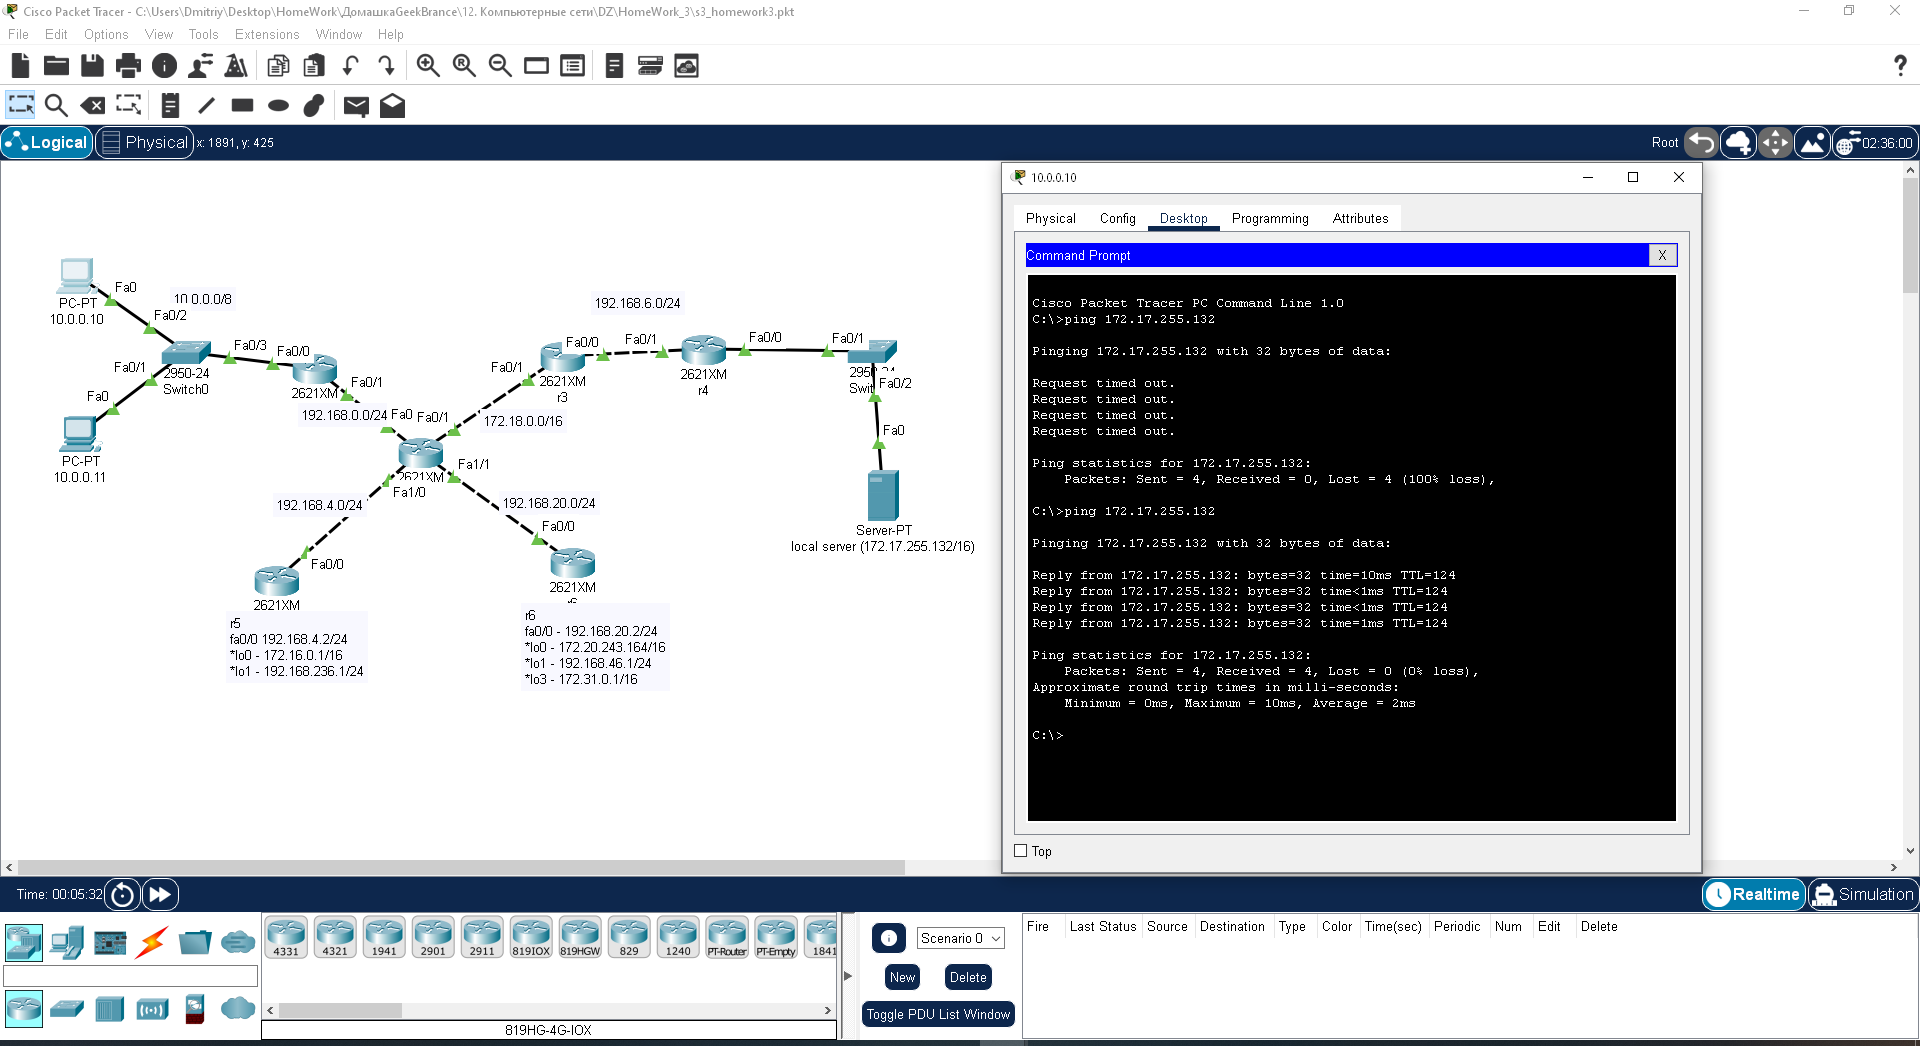 Cisco Packet Tracer - C:\Users\Dmitriy\Desktop\HomeWork\ДомашкаGeekBrance\12. Компьютерные сети\DZ\HomeWork_3\s3_homework3.pkt
File Edit Options View Tools Extensions Window Help
Logical Physical x: 1891, y: 425
Root 02:36:00
PC-PT
10.0.0.10
Fa0
10.0.0.0/8
Fa0/2
Fa0/3
Fa0/0
Fa0/1
2950-24
Switch0
Fa0
PC-PT
10.0.0.11
2621XM
Fa0/1
192.168.0.0/24
Fa0
Fa0/1
2621XM
Fa1/0
Fa1/1
172.18.0.0/16
Fa0/1
Fa0/0
2621XM
r3
192.168.6.0/24
Fa0/1
Fa0/0
2621XM
r4
Fa0/1
Fa0/2
Fa0
Server-PT
local server (172.17.255.132/16)
192.168.4.0/24
Fa0/0
2621XM
r5
fa0/0 192.168.4.2/24
*lo0 - 172.16.0.1/16
*lo1 - 192.168.236.1/24
192.168.20.0/24
Fa0/0
2621XM
r6
fa0/0 - 192.168.20.2/24
*lo0 - 172.20.243.164/16
*lo1 - 192.168.46.1/24
*lo3 - 172.31.0.1/16
10.0.0.10
Physical Config Desktop Programming Attributes
Command Prompt X
Cisco Packet Tracer PC Command Line 1.0
C:\>ping 172.17.255.132
Pinging 172.17.255.132 with 32 bytes of data:
Request timed out.
Request timed out.
Request timed out.
Request timed out.
Ping statistics for 172.17.255.132:
Packets: Sent = 4, Received = 0, Lost = 4 (100% loss),
C:\>ping 172.17.255.132
Pinging 172.17.255.132 with 32 bytes of data:
Reply from 172.17.255.132: bytes=32 time=10ms TTL=124
Reply from 172.17.255.132: bytes=32 time<1ms TTL=124
Reply from 172.17.255.132: bytes=32 time<1ms TTL=124
Reply from 172.17.255.132: bytes=32 time=1ms TTL=124
Ping statistics for 172.17.255.132:
Packets: Sent = 4, Received = 4, Lost = 0 (0% loss),
Approximate round trip times in milli-seconds:
Minimum = 0ms, Maximum = 10ms, Average = 2ms
C:\>
Top
Time: 00:05:32
Realtime Simulation
4331 4321 1941 2901 2911 819IOX 819HGW 829 1240 PT-Router PT-Empty 1841
819HG-4G-IOX
Scenario 0
New Delete
Toggle PDU List Window
Fire Last Status Source Destination Type Color Time(sec) Periodic Num Edit Delete